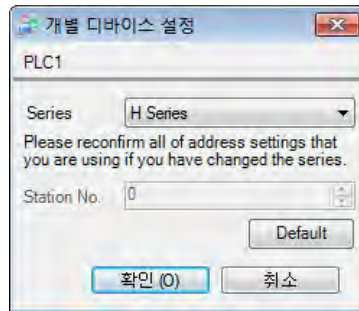 개별 디바이스 설정
PLC1
Series H Series
Please reconfirm all of address settings that
you are using if you have changed the series.
Station No. 0
Default
확인 (O) 취소